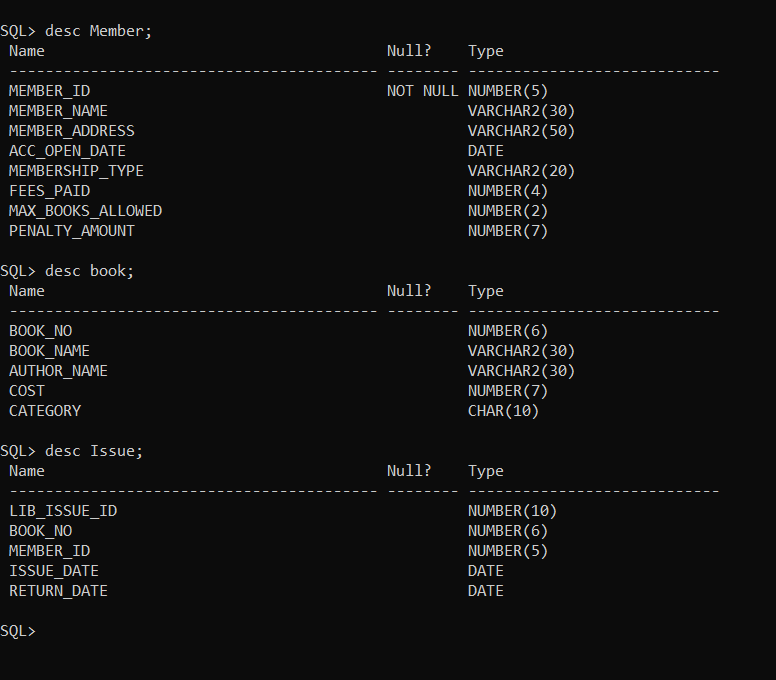 SQL> desc Member;
 Name                                      Null?    Type
 ----------------------------------------- -------- ----------------------------
 MEMBER_ID                                 NOT NULL NUMBER(5)
 MEMBER_NAME                                        VARCHAR2(30)
 MEMBER_ADDRESS                                     VARCHAR2(50)
 ACC_OPEN_DATE                                      DATE
 MEMBERSHIP_TYPE                                    VARCHAR2(20)
 FEES_PAID                                          NUMBER(4)
 MAX_BOOKS_ALLOWED                                  NUMBER(2)
 PENALTY_AMOUNT                                     NUMBER(7)

SQL> desc book;
 Name                                      Null?    Type
 ----------------------------------------- -------- ----------------------------
 BOOK_NO                                            NUMBER(6)
 BOOK_NAME                                          VARCHAR2(30)
 AUTHOR_NAME                                        VARCHAR2(30)
 COST                                               NUMBER(7)
 CATEGORY                                           CHAR(10)

SQL> desc Issue;
 Name                                      Null?    Type
 ----------------------------------------- -------- ----------------------------
 LIB_ISSUE_ID                                       NUMBER(10)
 BOOK_NO                                            NUMBER(6)
 MEMBER_ID                                          NUMBER(5)
 ISSUE_DATE                                         DATE
 RETURN_DATE                                        DATE

SQL>